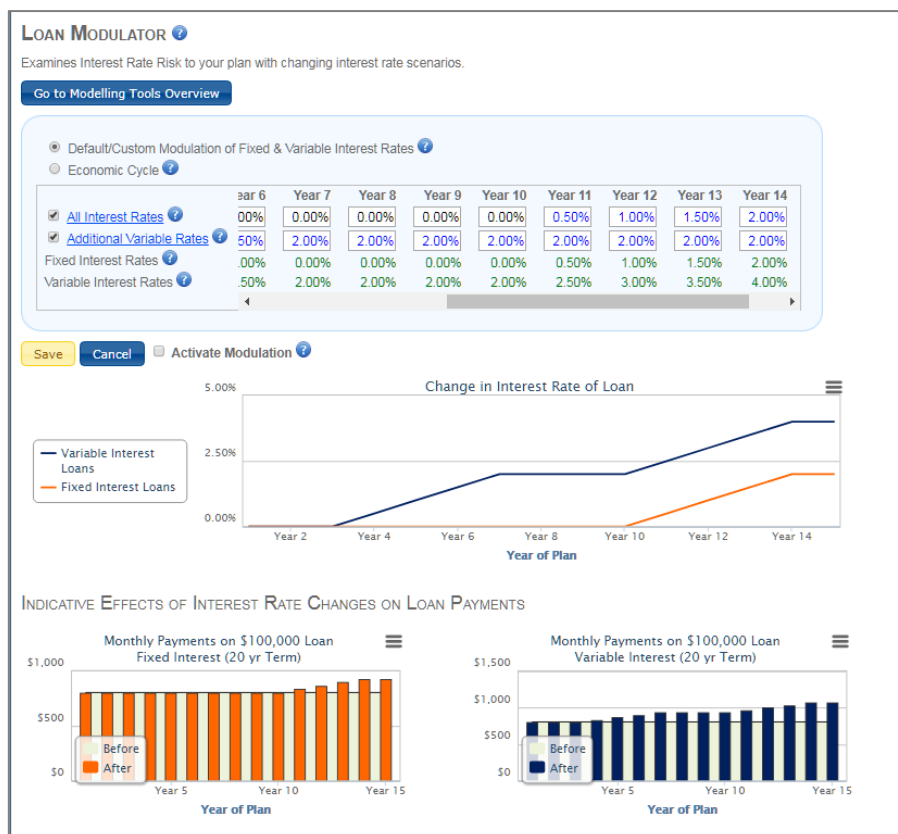 LOAN MODULATOR ?
Examines Interest Rate Risk to your plan with changing interest rate scenarios.
Go to Modelling Tools Overview
Default/Custom Modulation of Fixed & Variable Interest Rates ?
Economic Cycle ?
ear 6 Year 7 Year 8 Year 9 Year 10 Year 11 Year 12 Year 13 Year 14
All Interest Rates ? 00% 0.00% 0.00% 0.00% 0.00% 0.50% 1.00% 1.50% 2.00%
Additional Variable Rates ? 50% 2.00% 2.00% 2.00% 2.00% 2.00% 2.00% 2.00% 2.00%
Fixed Interest Rates ? .00% 0.00% 0.00% 0.00% 0.00% 0.50% 1.00% 1.50% 2.00%
Variable Interest Rates ? .50% 2.00% 2.00% 2.00% 2.00% 2.50% 3.00% 3.50% 4.00%
Save Cancel Activate Modulation ?
Change in Interest Rate of Loan
5.00%
2.50%
0.00%
Variable Interest
Loans
Fixed Interest Loans
Year 2 Year 4 Year 6 Year 8 Year 10 Year 12 Year 14
Year of Plan
INDICATIVE EFFECTS OF INTEREST RATE CHANGES ON LOAN PAYMENTS
Monthly Payments on $100,000 Loan
Fixed Interest (20 yr Term)
$1,000
$500
$0
Before
After
Year 5 Year 10 Year 15
Year of Plan
Monthly Payments on $100,000 Loan
Variable Interest (20 yr Term)
$1,500
$1,000
$500
$0
Before
After
Year 5 Year 10 Year 15
Year of Plan